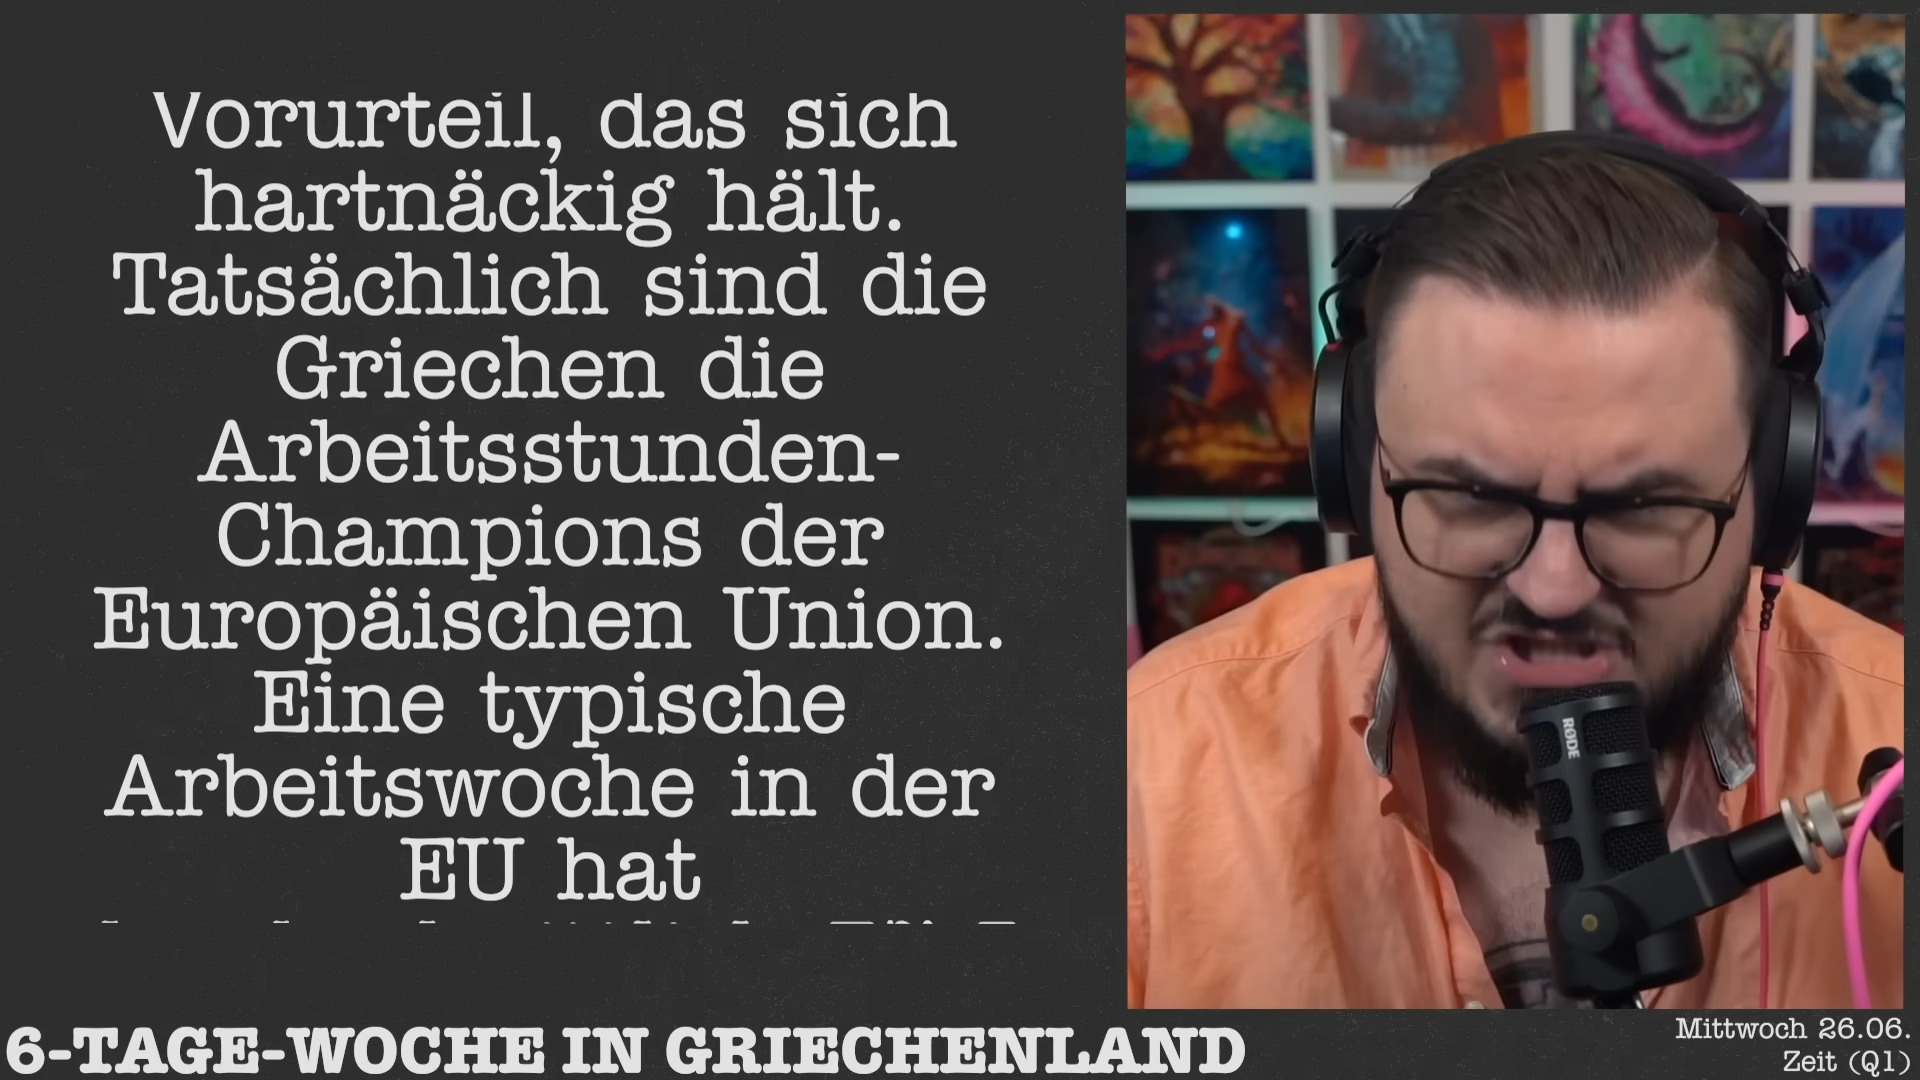 Vorurteil, das sich
hartnäckig hält.
Tatsächlich sind die
Griechen die
Arbeitsstunden-
Champions der
Europäischen Union.
Eine typische
Arbeitswoche in der
EU hat
RØDE
6-TAGE-WOCHE IN GRIECHENLAND
Mittwoch 26.06.
Zeit (Q1)